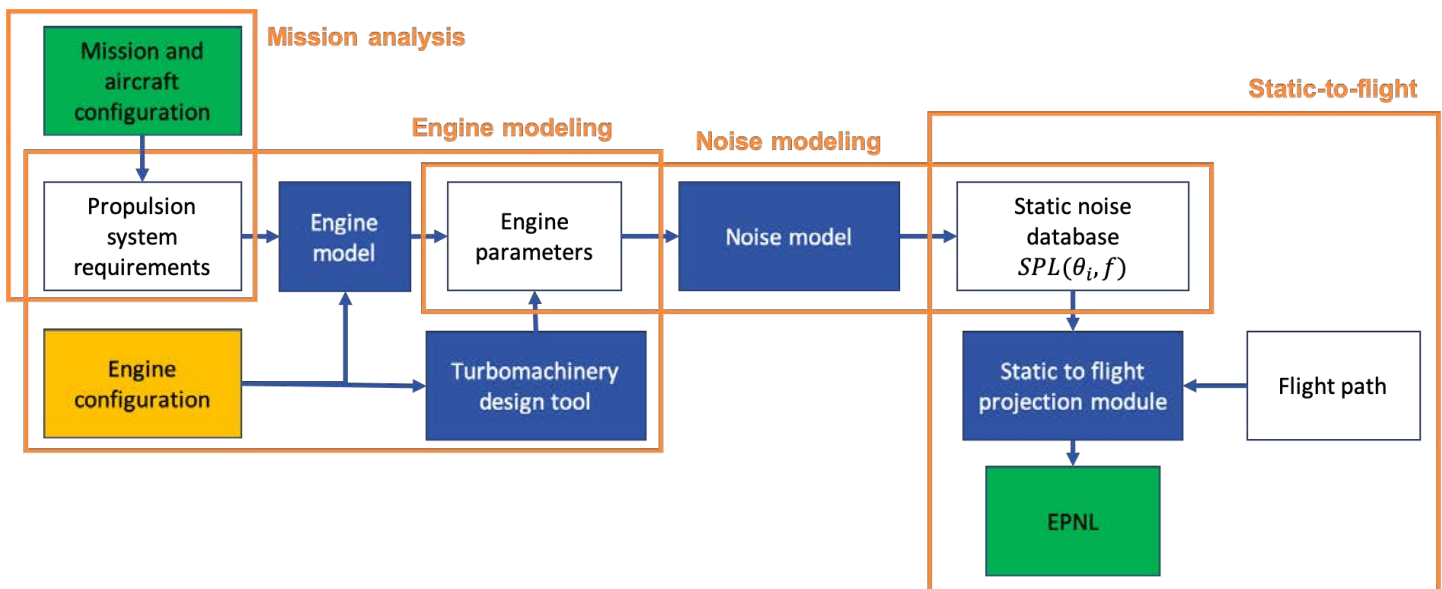 Mission analysis
Mission and
aircraft
configuration
Static-to-flight
Engine modeling
Noise modeling
Propulsion
system
requirements
Engine
model
Engine
parameters
Noise model
Static noise
database
𝑆𝑃𝐿(𝜃𝑖, 𝑓)
Engine
configuration
Turbomachinery
design tool
Static to flight
projection module
Flight path
EPNL